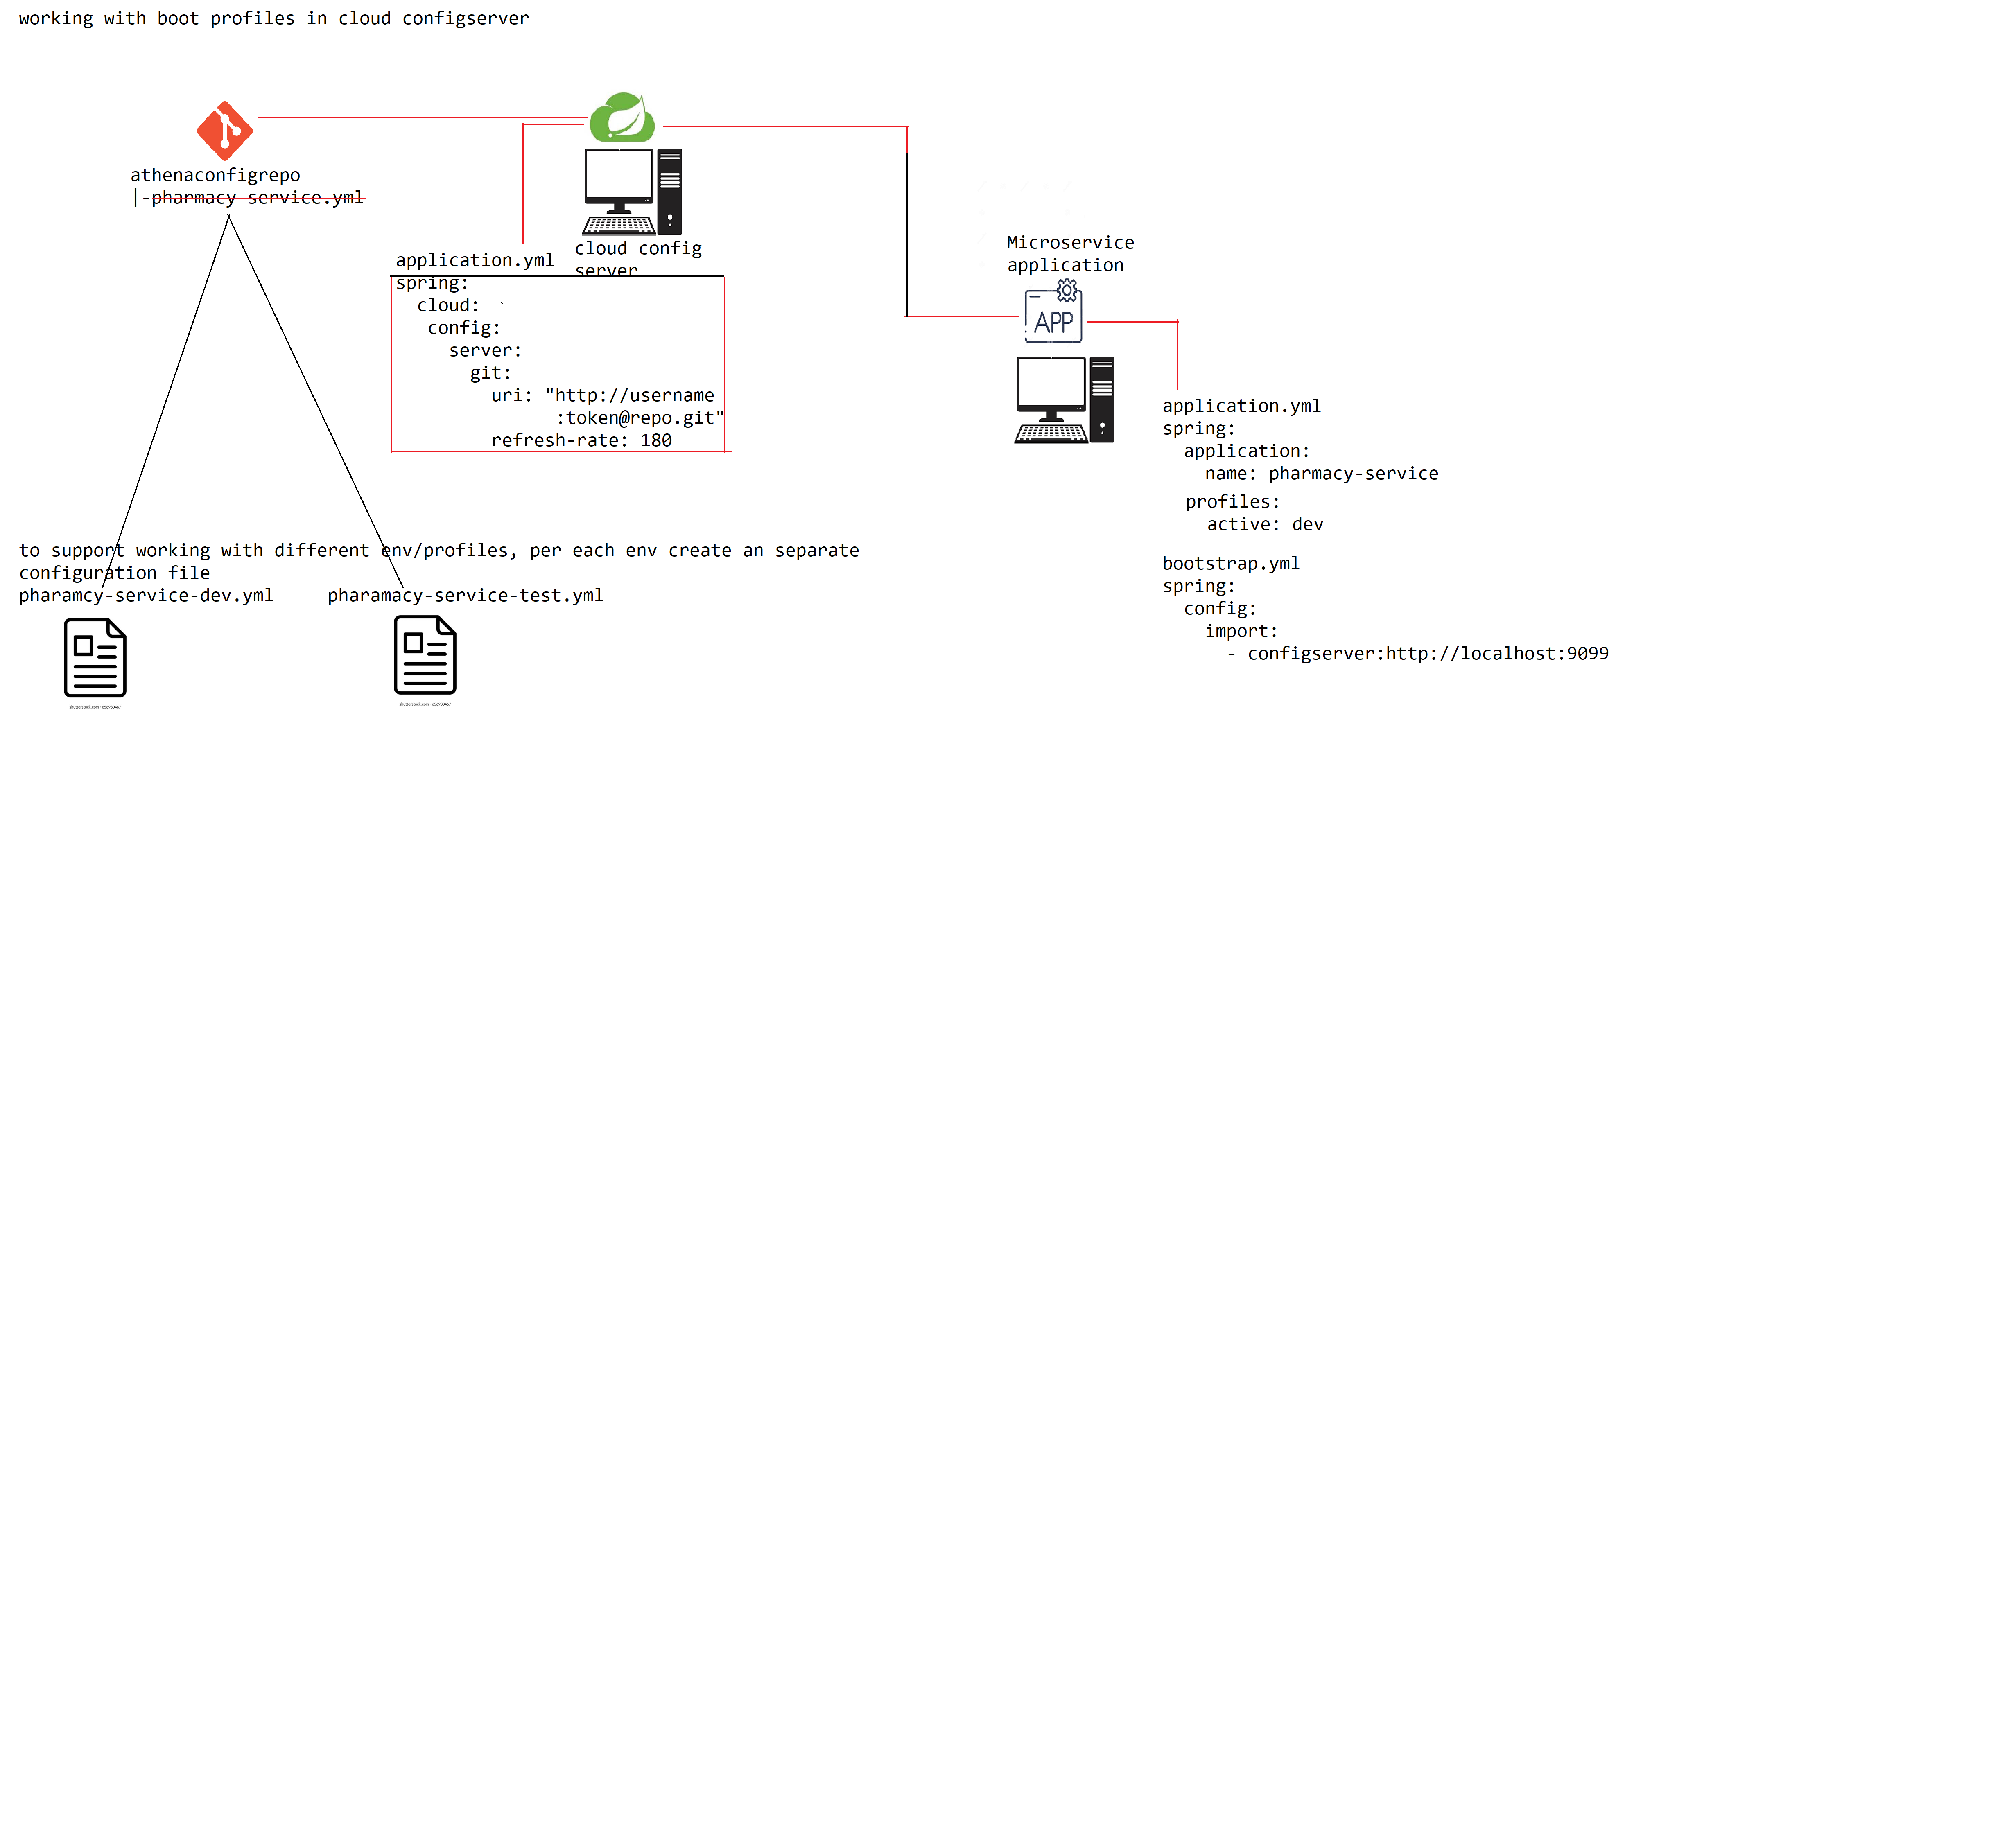 working with boot profiles in cloud configserver
athenaconfigrepo
|-pharmacy-service.yml
cloud config
server
application.yml
spring:
  cloud:
   config:
     server:
       git:
         uri: "http://username
               :token@repo.git"
         refresh-rate: 180
Microservice
application
APP
application.yml
spring:
  application:
    name: pharmacy-service
  profiles:
    active: dev
bootstrap.yml
spring:
  config:
    import:
      - configserver:http://localhost:9099
to support working with different env/profiles, per each env create an separate
configuration file
pharamcy-service-dev.yml     pharamacy-service-test.yml
shutterstock.com · 656930467
shutterstock.com · 656930467